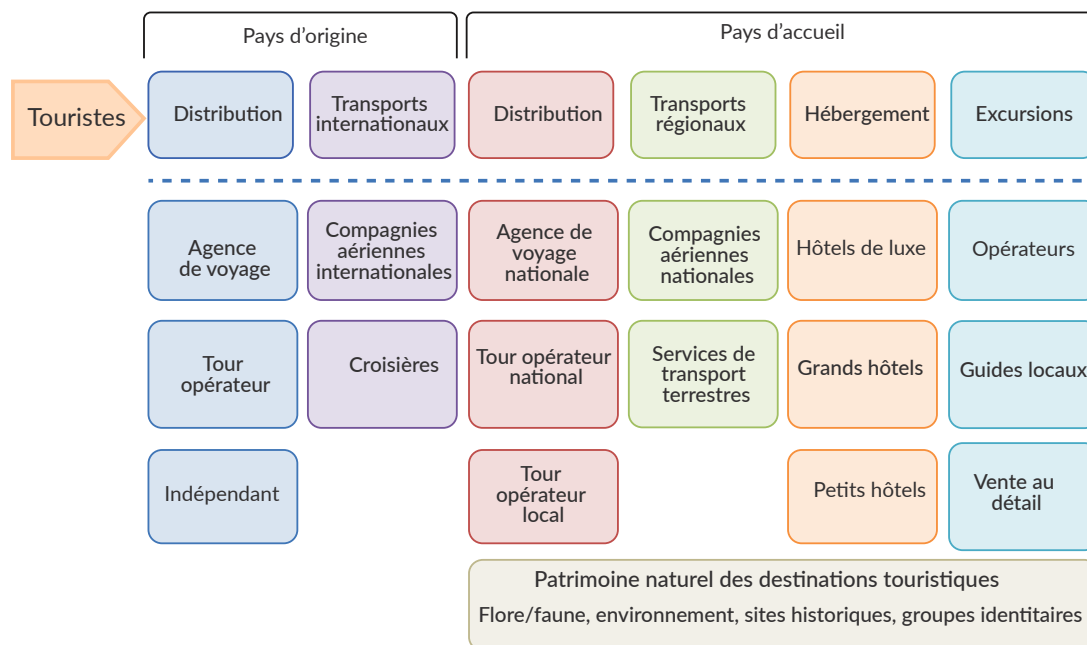 Pays d'origine
Pays d'accueil
Touristes
Distribution
Transports
internationaux
Distribution
Transports
régionaux
Hébergement
Excursions
Agence
de voyage
Compagnies
aériennes
internationales
Agence de
voyage
nationale
Compagnies
aériennes
nationales
Hôtels de luxe
Opérateurs
Tour
opérateur
Croisières
Tour opérateur
national
Services de
transport
terrestres
Grands hôtels
Guides locaux
Indépendant
Tour
opérateur
local
Petits hôtels
Vente au
détail
Patrimoine naturel des destinations touristiques
Flore/faune, environnement, sites historiques, groupes identitaires